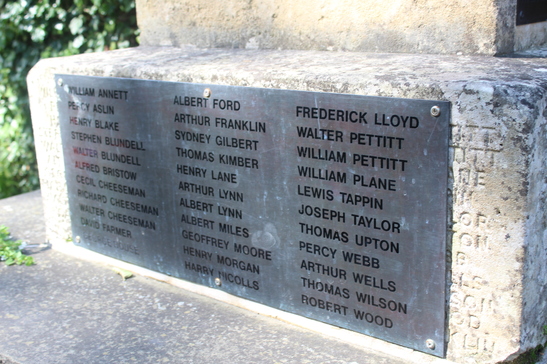 WILLIAM ANNETT
PERCY ASLIN
HENRY BLAKE
STEPHEN BLUNDELL
WALTER BLUNDELL
ALFRED BRISTOW
CECIL CHEESEMAN
RICHARD CHEESEMAN
WALTER CHEESEMAN
DAVID FARMER
ALBERT FORD
ARTHUR FRANKLIN
SYDNEY GILBERT
THOMAS KIMBER
HENRY LANE
ARTHUR LYNN
ALBERT LYNN
ALBERT MILES
GEOFFREY MOORE
HENRY MORGAN
HARRY NICOLLS
FREDERICK LLOYD
WALTER PETTITT
WILLIAM PETTITT
WILLIAM PLANE
LEWIS TAPPIN
JOSEPH TAYLOR
THOMAS UPTON
PERCY WEBB
ARTHUR WELLS
THOMAS WILSON
ROBERT WOOD